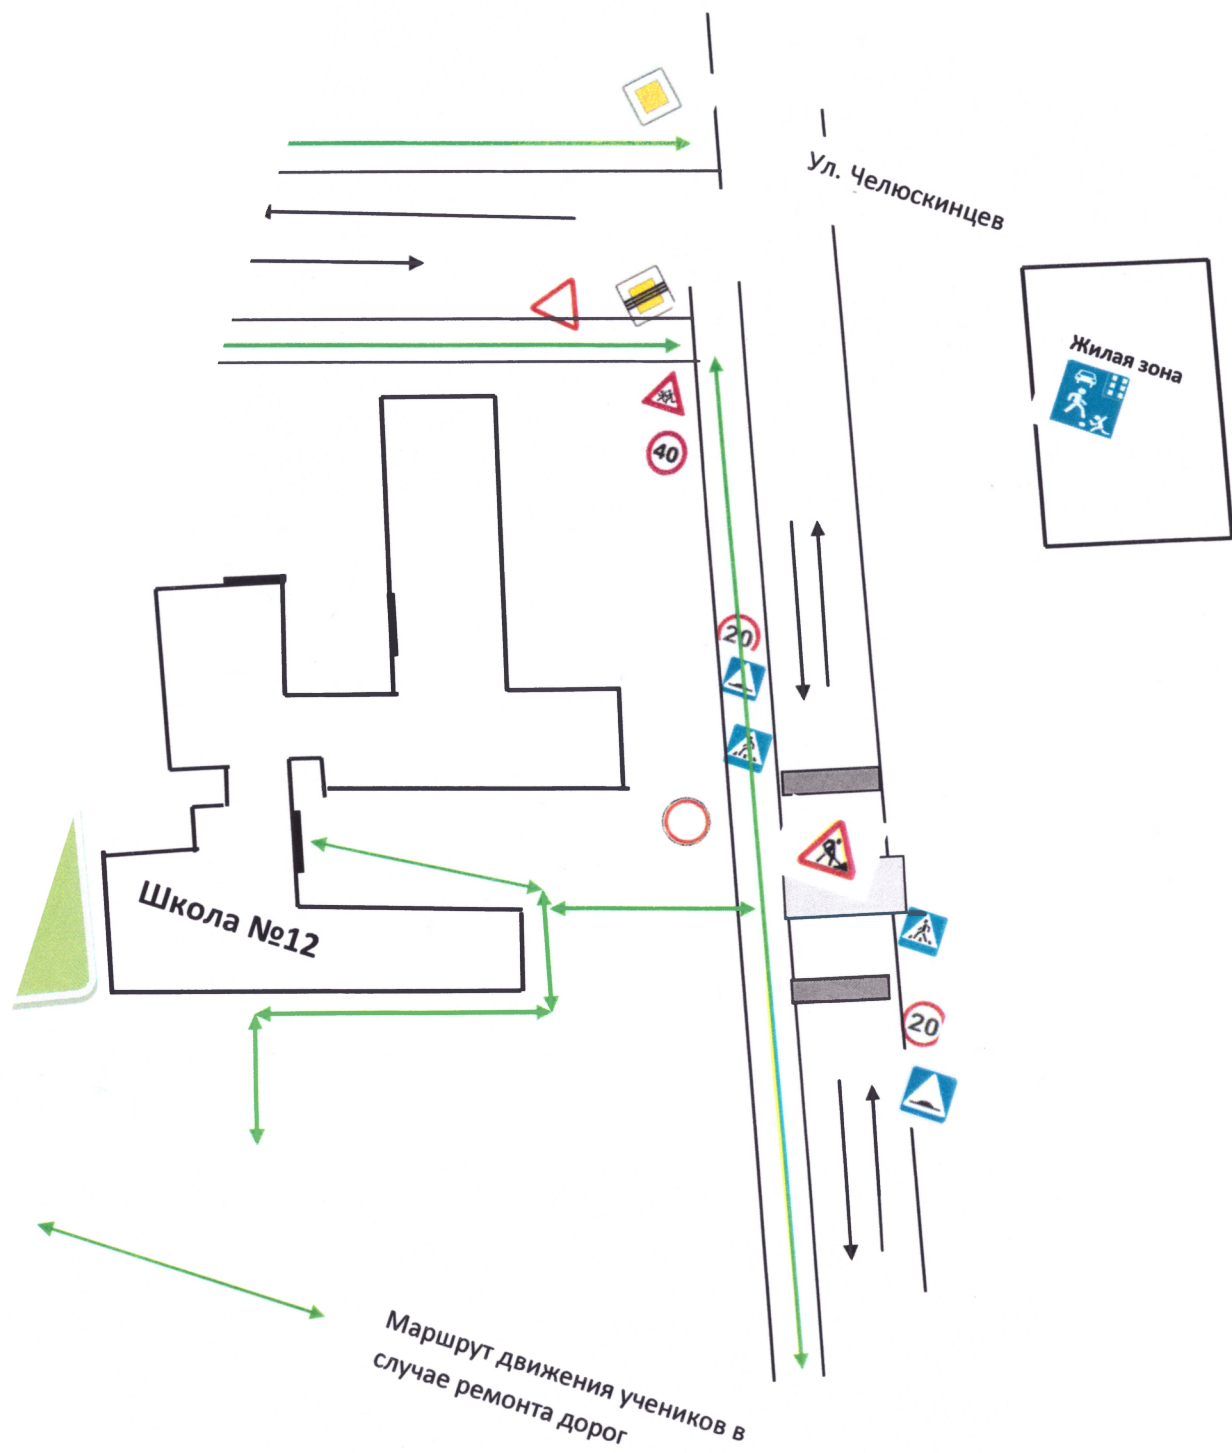 Ул. Челюскинцев
Жилая зона
40
20
Школа №12
20
Маршрут движения учеников в
случае ремонта дорог